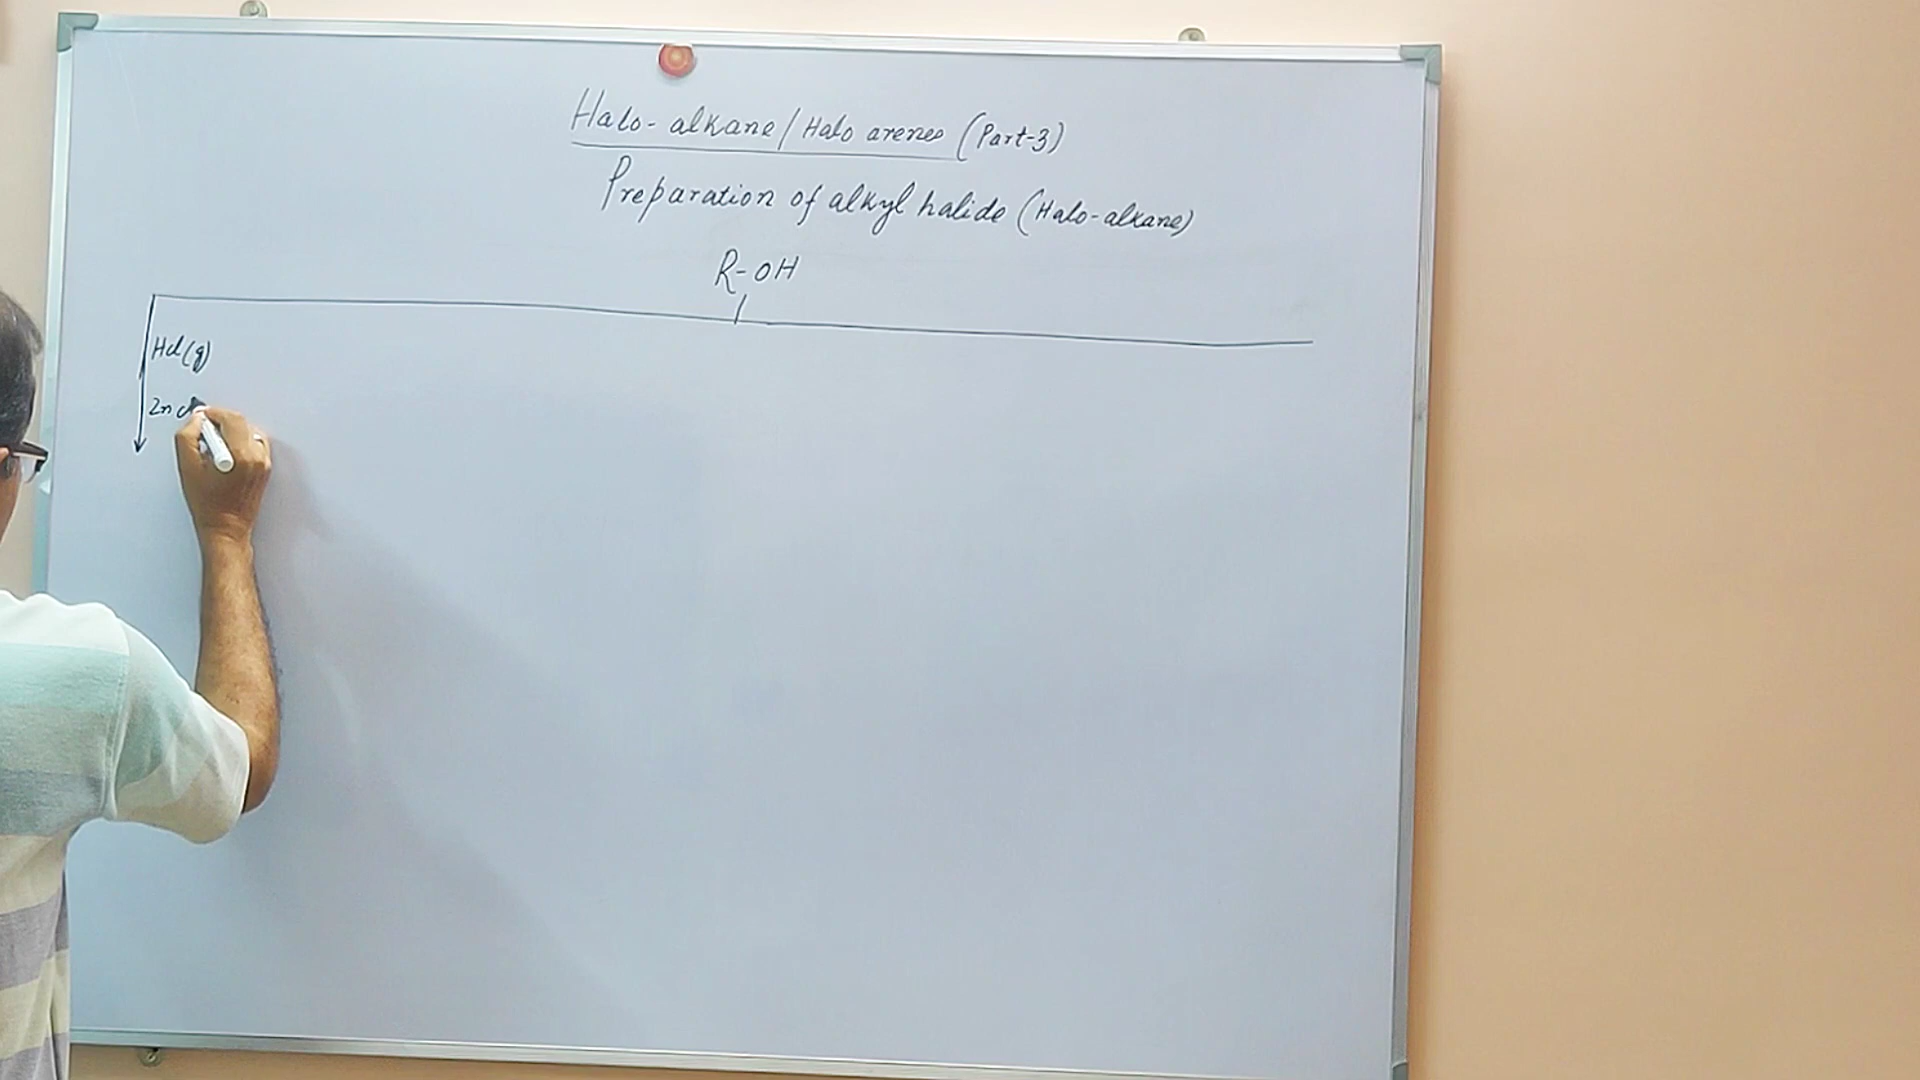 Halo-alkane/Halo arenes (Part-3)
Preparation of alkyl halide (Halo-alkane)
R-OH
Hcl(g)